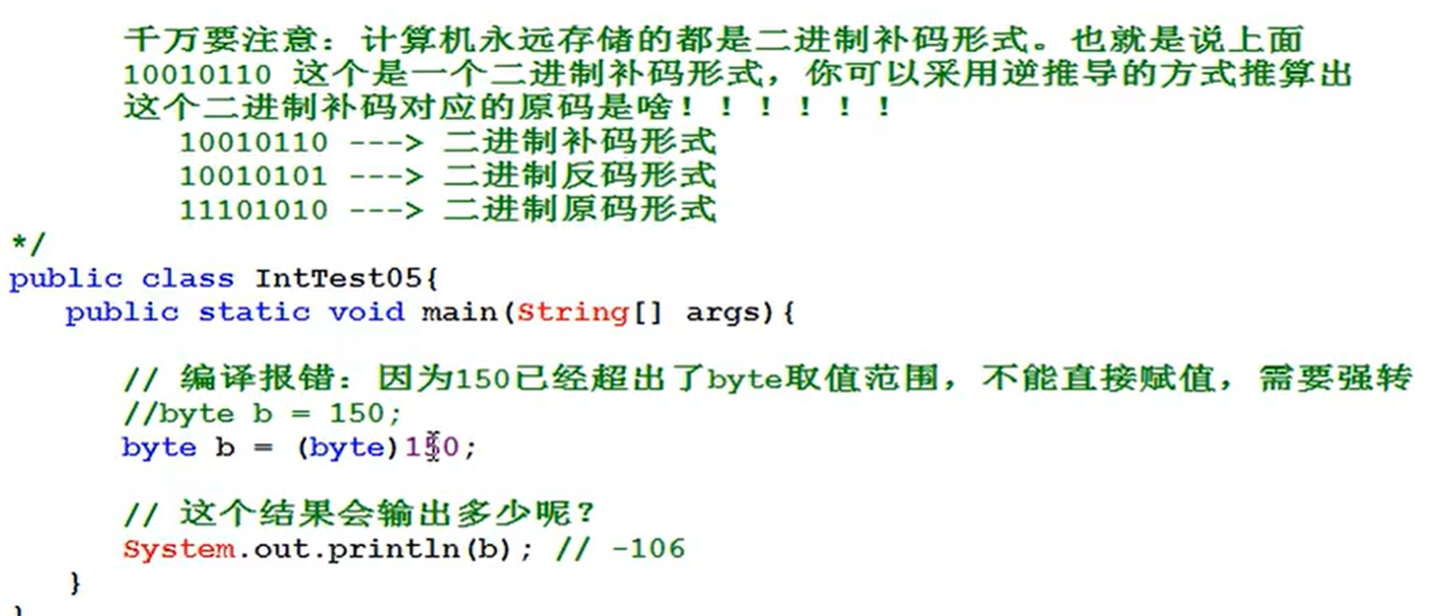 千万要注意：计算机永远存储的都是二进制补码形式。也就是说上面
10010110 这个是一个二进制补码形式，你可以采用逆推导的方式推算出
这个二进制补码对应的原码是啥！！！！！！
10010110 ---> 二进制补码形式
10010101 ---> 二进制反码形式
11101010 ---> 二进制原码形式
*/
public class IntTest05{
public static void main(String[] args){
// 编译报错：因为150已经超出了byte取值范围，不能直接赋值，需要强转
//byte b = 150;
byte b = (byte)150;
// 这个结果会输出多少呢？
System.out.println(b); // -106
}
}